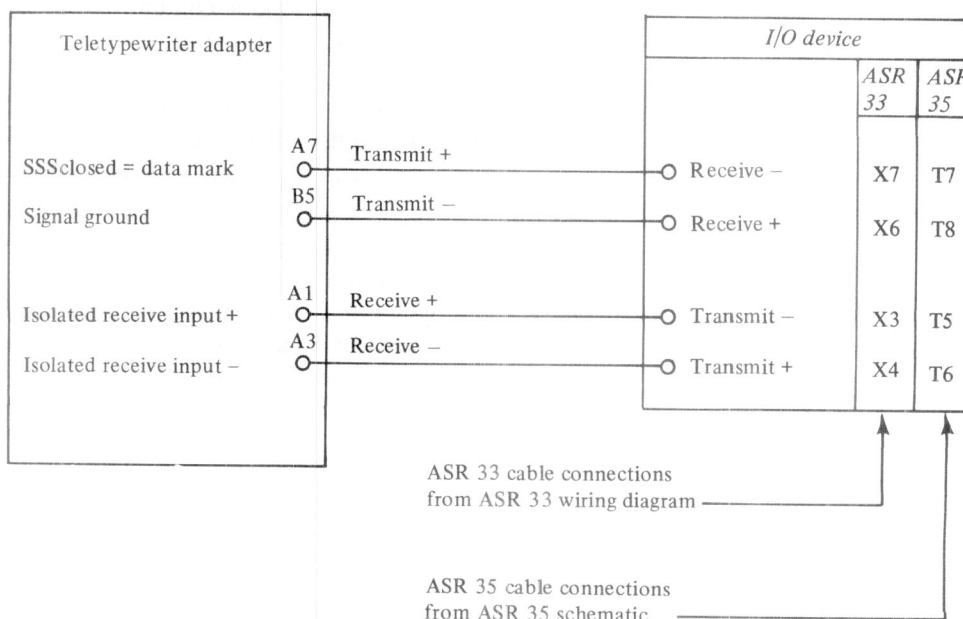 Teletypewriter adapter
I/O device
ASR 33
ASR 35
SSSclosed = data mark
A7
Transmit +
Receive −
X7
T7
Signal ground
B5
Transmit −
Receive +
X6
T8
Isolated receive input +
A1
Receive +
Transmit −
X3
T5
Isolated receive input −
A3
Receive −
Transmit +
X4
T6
ASR 33 cable connections
from ASR 33 wiring diagram
ASR 35 cable connections
from ASR 35 schematic